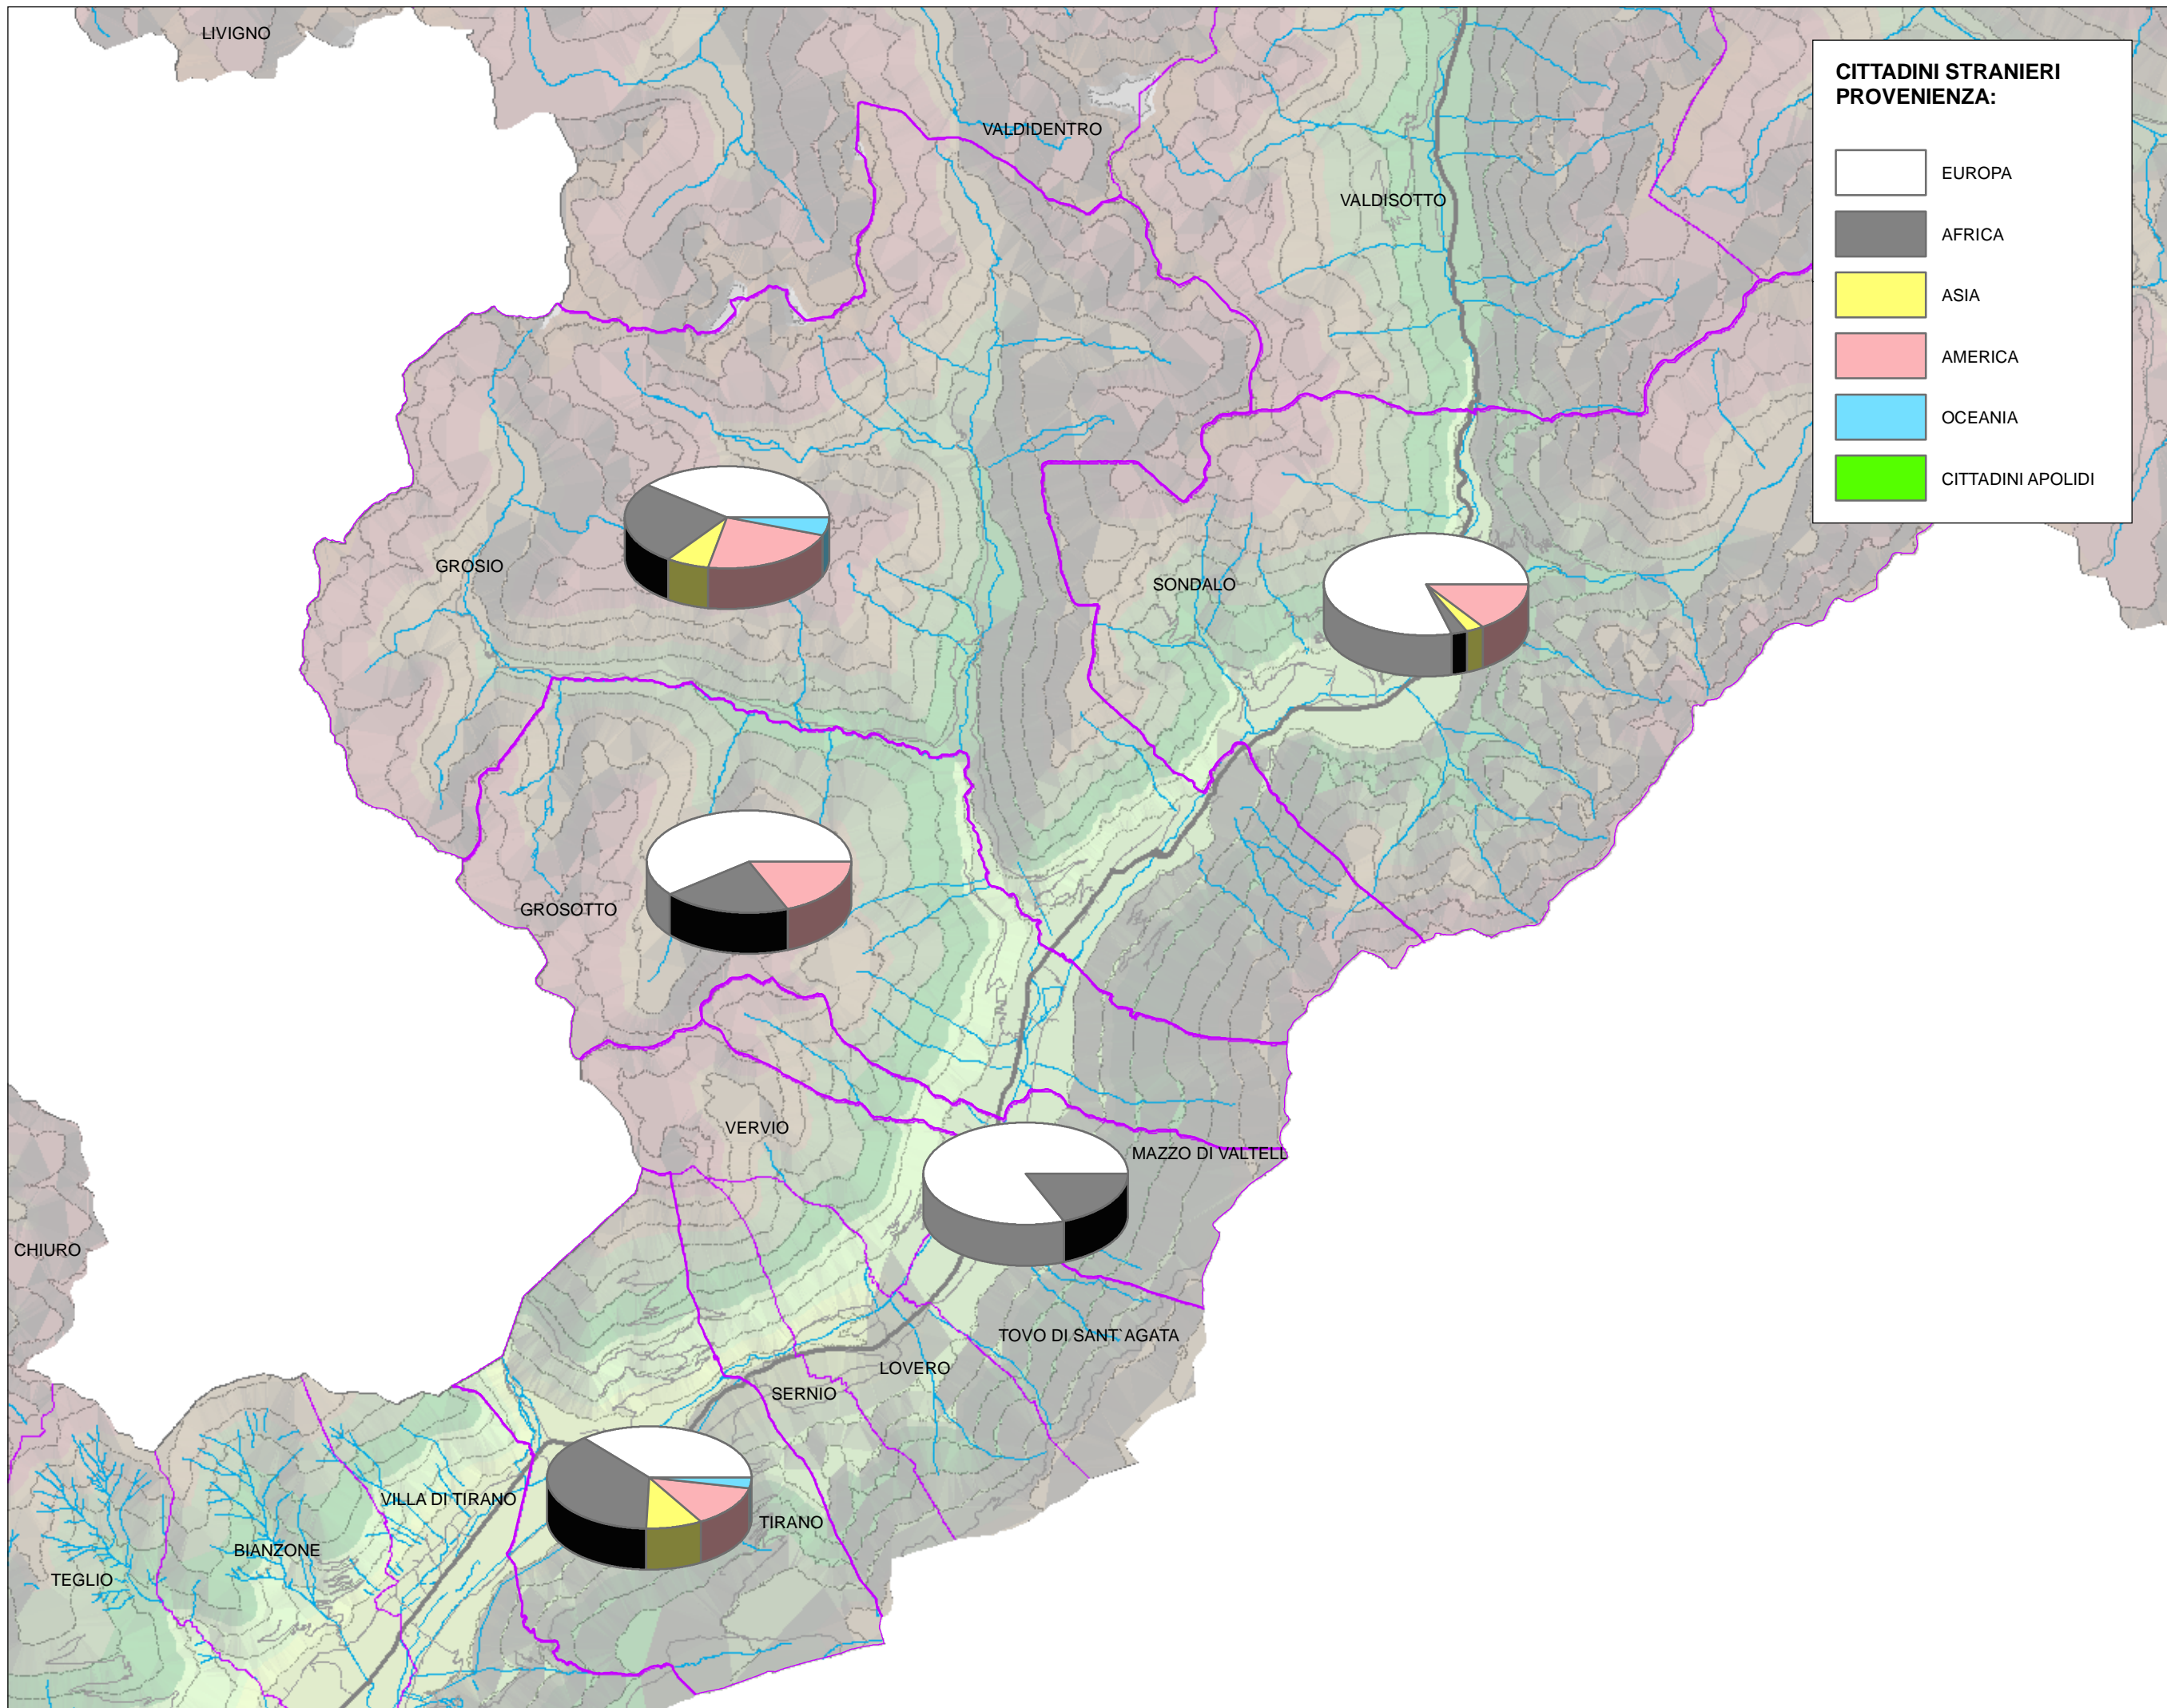 LIVIGNO
CITTADINI STRANIERI
PROVENIENZA:
VALDIDENTRO
EUROPA
VALDISOTTO
AFRICA
ASIA
AMERICA
OCEANIA
CITTADINI APOLIDI
GROSIO
SONDALO
GROSOTTO
VERVIO
MAZZO DI VALTELL
CHIURO
TOVO DI SANT`AGATA
LOVERO
SERNIO
VILLA DI TIRANO
TIRANO
BIANZONE
TEGLIO